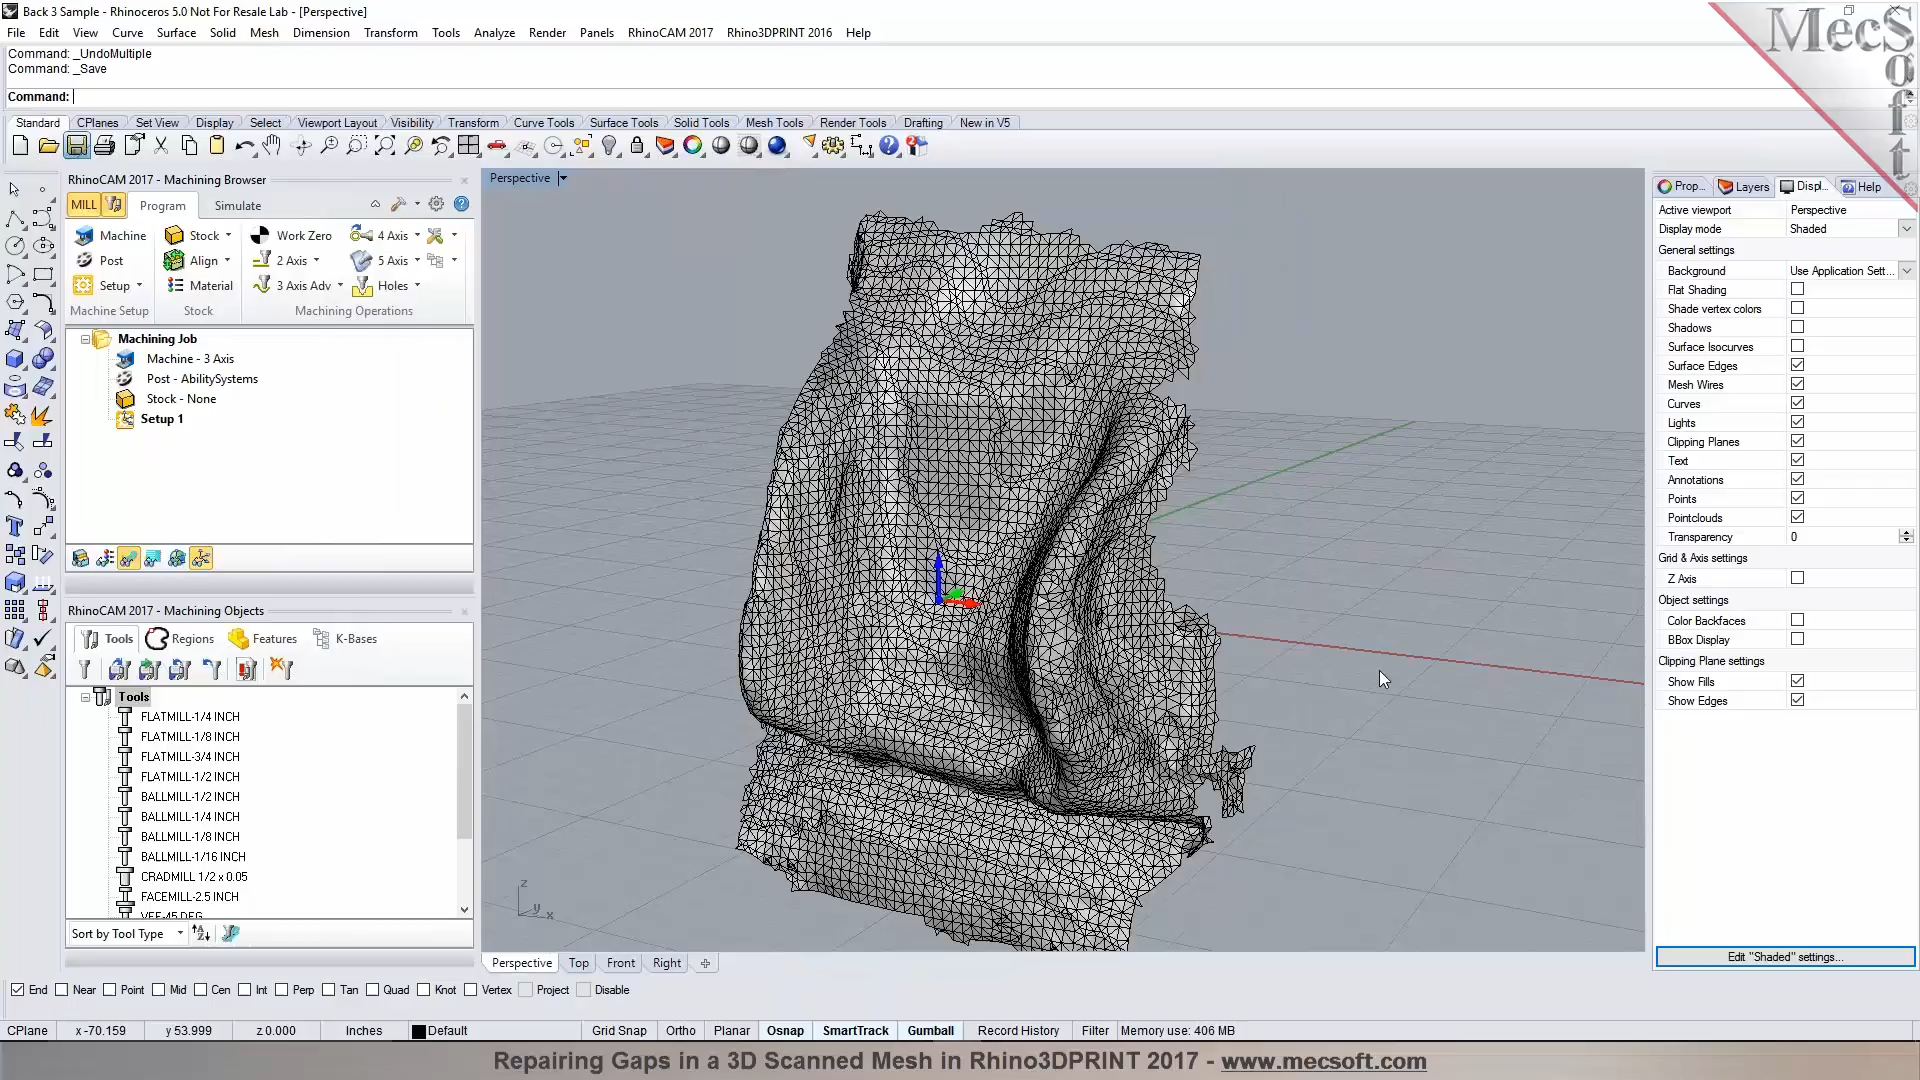 Back 3 Sample - Rhinoceros 5.0 Not For Resale Lab - [Perspective]
File Edit View Curve Surface Solid Mesh Dimension Transform Tools Analyze Render Panels RhinoCAM 2017 Rhino3DPRINT 2016 Help
Command: _UndoMultiple
Command: _Save
Command:
MecSoft
Standard CPlanes Set View Display Select Viewport Layout Visibility Transform Curve Tools Surface Tools Solid Tools Mesh Tools Render Tools Drafting New in V5
RhinoCAM 2017 - Machining Browser
MILL Program Simulate
Machine Stock Work Zero 4 Axis
Post Align 2 Axis 5 Axis
Setup Material 3 Axis Adv Holes
Machine Setup Stock Machining Operations
Machining Job
Machine - 3 Axis
Post - AbilitySystems
Stock - None
Setup 1
RhinoCAM 2017 - Machining Objects
Tools Regions Features K-Bases
Tools
FLATMILL-1/4 INCH
FLATMILL-1/8 INCH
FLATMILL-3/4 INCH
FLATMILL-1/2 INCH
BALLMILL-1/2 INCH
BALLMILL-1/4 INCH
BALLMILL-1/8 INCH
BALLMILL-1/16 INCH
CRADMILL 1/2 x 0.05
FACEMILL-2.5 INCH
VEE-45 DEG
Sort by Tool Type
Perspective
z
y
x
Perspective Top Front Right
Prop... Layers Displ... Help
Active viewport Perspective
Display mode Shaded
General settings
Background Use Application Sett...
Flat Shading
Shade vertex colors
Shadows
Surface Isocurves
Surface Edges
Mesh Wires
Curves
Lights
Clipping Planes
Text
Annotations
Points
Pointclouds
Transparency 0
Grid & Axis settings
Z Axis
Object settings
Color Backfaces
BBox Display
Clipping Plane settings
Show Fills
Show Edges
Edit "Shaded" settings...
End Near Point Mid Cen Int Perp Tan Quad Knot Vertex Project Disable
CPlane x -70.159 y 53.999 z 0.000 Inches Default Grid Snap Ortho Planar Osnap SmartTrack Gumball Record History Filter Memory use: 406 MB
Repairing Gaps in a 3D Scanned Mesh in Rhino3DPRINT 2017 - www.mecsoft.com